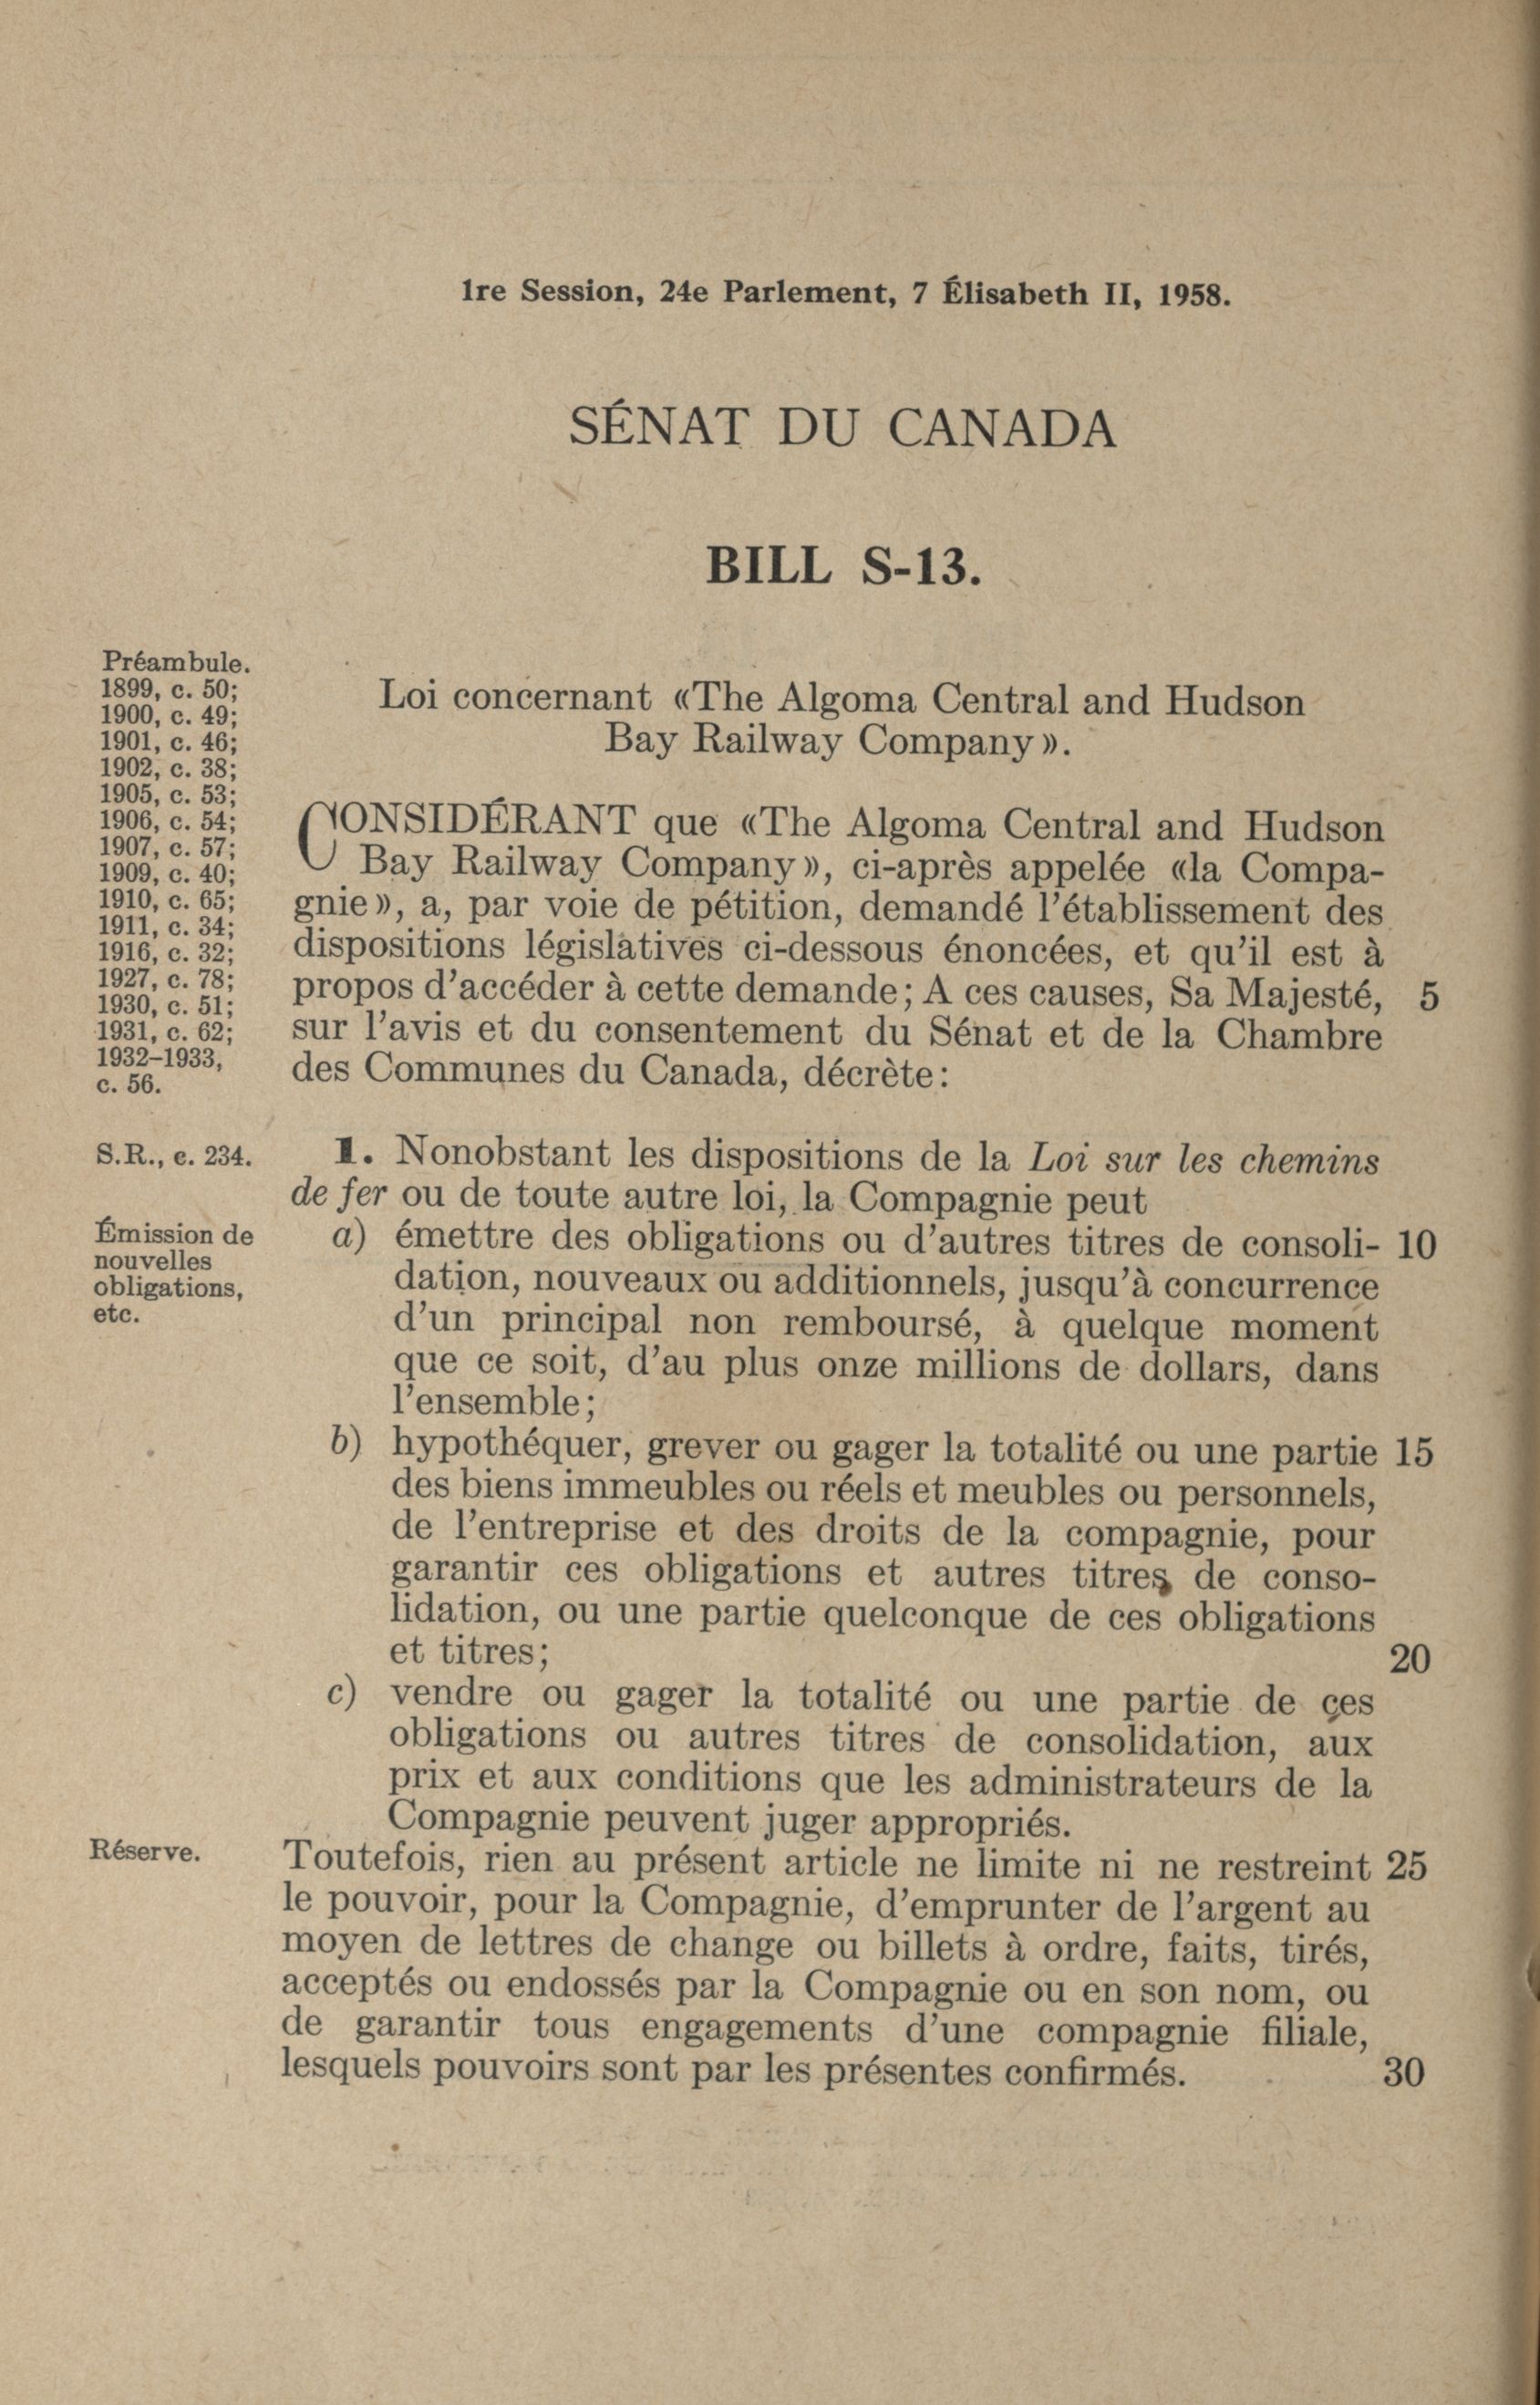 1re Session, 24e Parlement, 7 Élisabeth II, 1958.
SÉNAT DU CANADA
BILL S-13.
Préambule.
1899, c. 50;
1900, c. 49;
1901, c. 46;
1902, c. 38;
1905, c. 53;
1906, c. 54;
1907, c. 57;
1909, c. 40;
1910, c. 65;
1911, c. 34;
1916, c. 32;
1927, c. 78;
1930, c. 51;
1931, c. 62;
1932–1933,
c. 56.
Loi concernant «The Algoma Central and Hudson
Bay Railway Company».
CONSIDÉRANT que «The Algoma Central and Hudson
Bay Railway Company», ci-après appelée «la Compa-
gnie», a, par voie de pétition, demandé l'établissement des
dispositions législatives ci-dessous énoncées, et qu'il est à
propos d'accéder à cette demande; A ces causes, Sa Majesté, 5
sur l'avis et du consentement du Sénat et de la Chambre
des Communes du Canada, décrète:
S.R., c. 234.
1. Nonobstant les dispositions de la Loi sur les chemins
de fer ou de toute autre loi, la Compagnie peut
Émission de
nouvelles
obligations,
etc.
a) émettre des obligations ou d'autres titres de consoli- 10
dation, nouveaux ou additionnels, jusqu'à concurrence
d'un principal non remboursé, à quelque moment
que ce soit, d'au plus onze millions de dollars, dans
l'ensemble;
b) hypothéquer, grever ou gager la totalité ou une partie 15
des biens immeubles ou réels et meubles ou personnels,
de l'entreprise et des droits de la compagnie, pour
garantir ces obligations et autres titres de conso-
lidation, ou une partie quelconque de ces obligations
et titres; 20
c) vendre ou gager la totalité ou une partie de ces
obligations ou autres titres de consolidation, aux
prix et aux conditions que les administrateurs de la
Compagnie peuvent juger appropriés.
Réserve.
Toutefois, rien au présent article ne limite ni ne restreint 25
le pouvoir, pour la Compagnie, d'emprunter de l'argent au
moyen de lettres de change ou billets à ordre, faits, tirés,
acceptés ou endossés par la Compagnie ou en son nom, ou
de garantir tous engagements d'une compagnie filiale,
lesquels pouvoirs sont par les présentes confirmés. 30